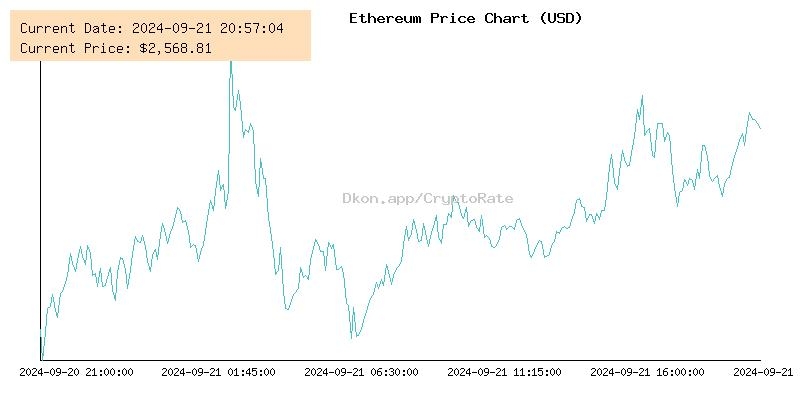 Ethereum Price Chart (USD)
Current Date: 2024-09-21 20:57:04
Current Price: $2,568.81
Dkon.app/CryptoRate
2024-09-20 21:00:00
2024-09-21 01:45:00
2024-09-21 06:30:00
2024-09-21 11:15:00
2024-09-21 16:00:00
2024-09-21